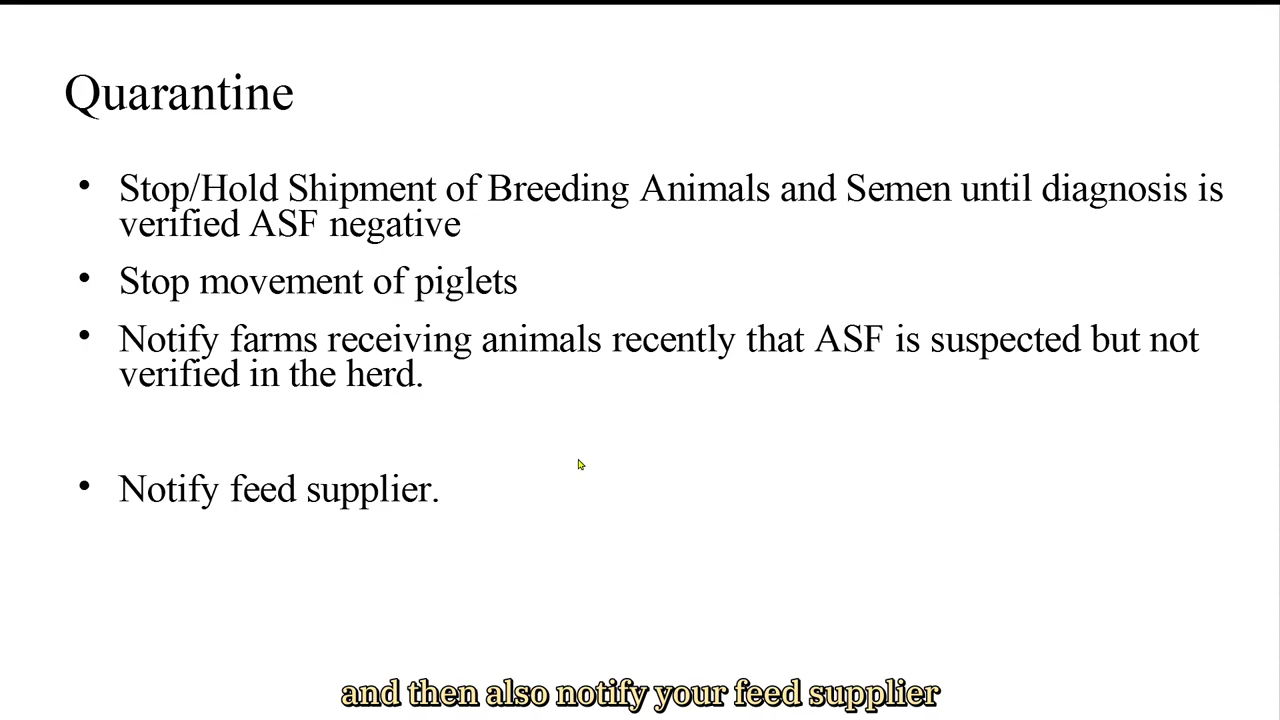 Quarantine
• Stop/Hold Shipment of Breeding Animals and Semen until diagnosis is
verified ASF negative
• Stop movement of piglets
• Notify farms receiving animals recently that ASF is suspected but not
verified in the herd.
• Notify feed supplier.
and then also notify your feed supplier